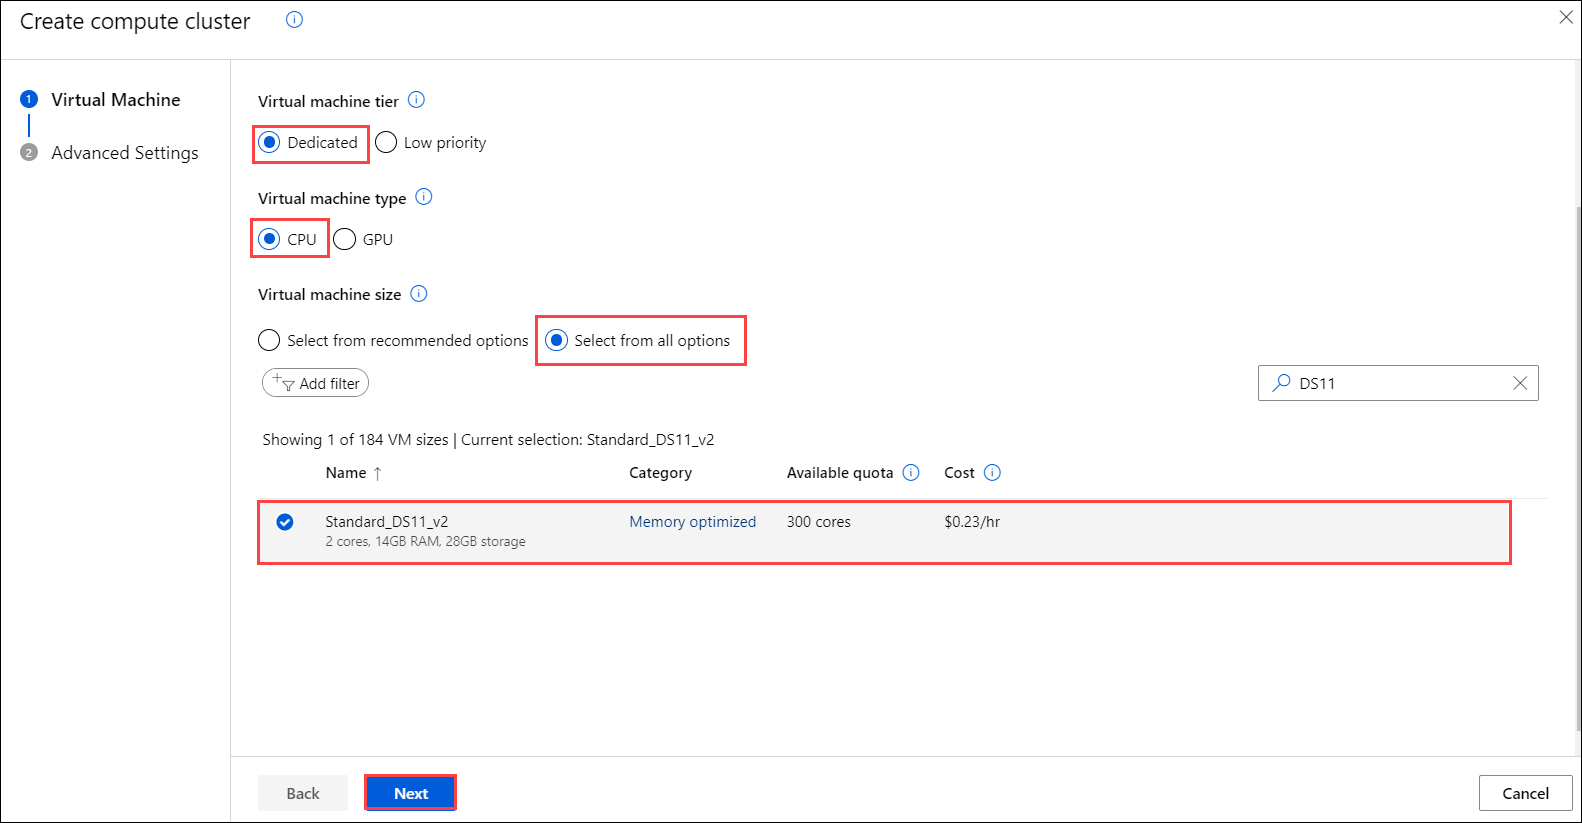 Create compute cluster
1 Virtual Machine
2 Advanced Settings
Virtual machine tier
Dedicated Low priority
Virtual machine type
CPU GPU
Virtual machine size
Select from recommended options Select from all options
Add filter DS11
Showing 1 of 184 VM sizes | Current selection: Standard_DS11_v2
Name ↑ Category Available quota Cost
Standard_DS11_v2 Memory optimized 300 cores $0.23/hr
2 cores, 14GB RAM, 28GB storage
Back Next Cancel